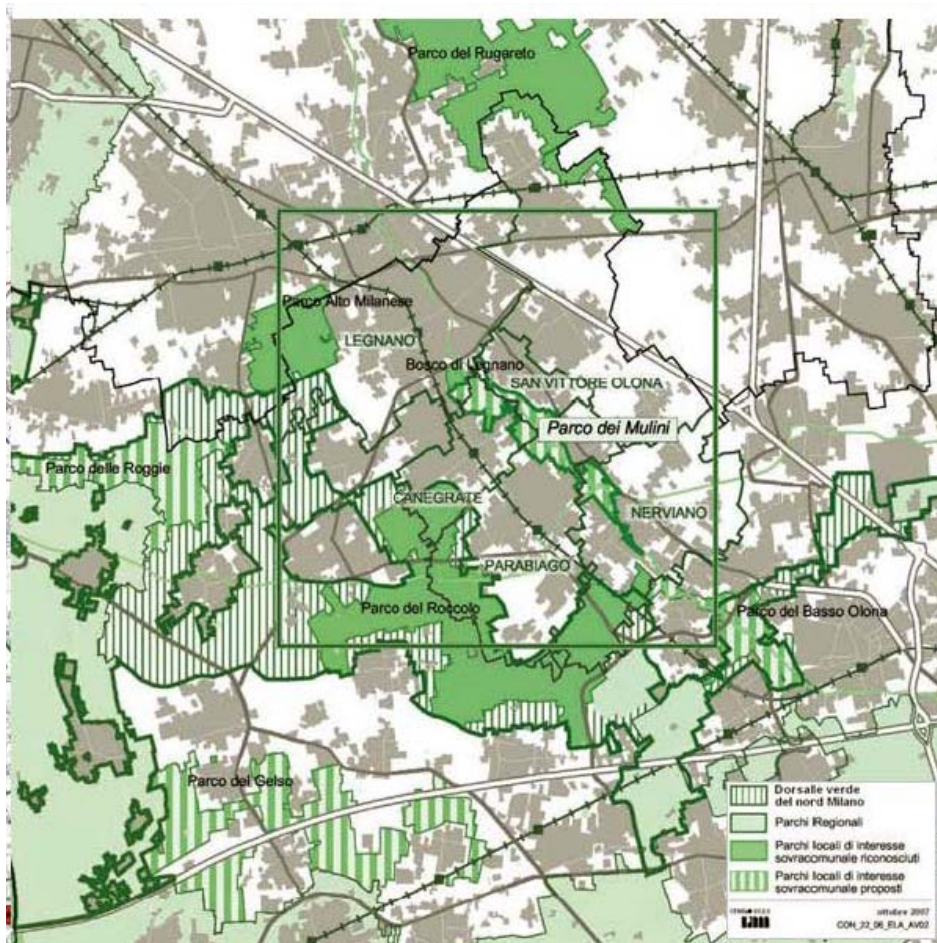 Parco del Rugareto
Parco Alto Milanese
LEGNANO
Bosco di Legnano
SAN VITTORE OLONA
Parco dei Mulini
Parco delle Roggie
CANEGRATE
NERVIANO
PARABIAGO
Parco del Roccolo
Parco del Basso Olona
Parco del Gelso
Dorsalle verde
del nord Milano
Parchi IRegionali
Parchi locali di interesse
sovracomunale riconosciuti
Parchi locali di interesse
sovracomunale proposti
ottobre 2007
CON_22_06_ELA_AV02